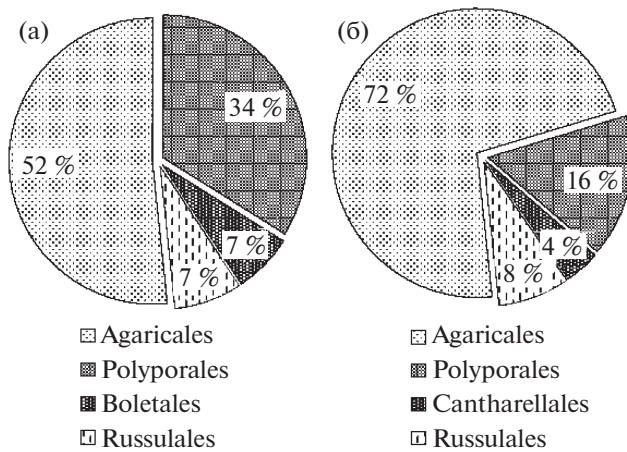 (а)
34 %
52 %
7 %
7 %
Agaricales
Polyporales
Boletales
Russulales
(б)
72 %
16 %
4 %
8 %
Agaricales
Polyporales
Cantharellales
Russulales